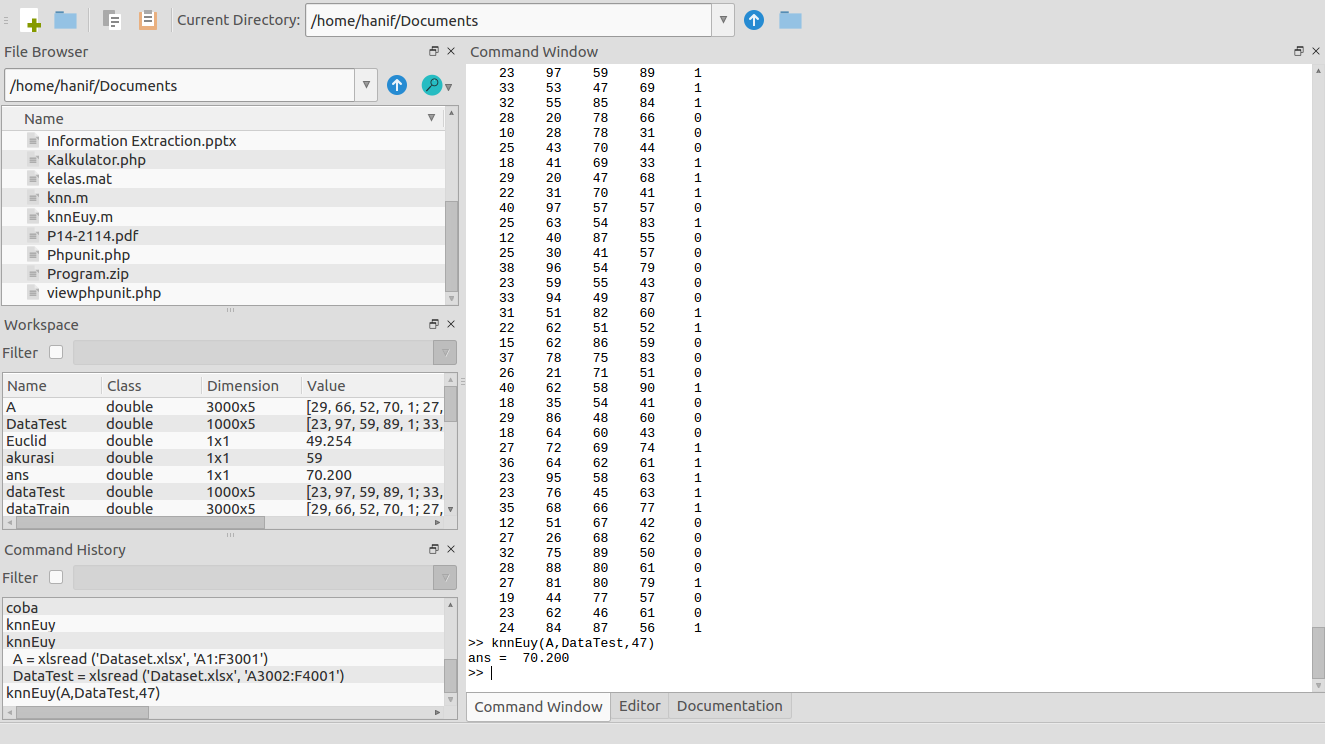 Current Directory: /home/hanif/Documents
File Browser
/home/hanif/Documents
Name
Information Extraction.pptx
Kalkulator.php
kelas.mat
knn.m
knnEuy.m
P14-2114.pdf
Phpunit.php
Program.zip
viewphpunit.php
Workspace
Filter
Name Class Dimension Value
A double 3000x5 [29, 66, 52, 70, 1; 27,
DataTest double 1000x5 [23, 97, 59, 89, 1; 33,
Euclid double 1x1 49.254
akurasi double 1x1 59
ans double 1x1 70.200
dataTest double 1000x5 [23, 97, 59, 89, 1; 33,
dataTrain double 3000x5 [29, 66, 52, 70, 1; 27,
Command History
Filter
coba
knnEuy
knnEuy
A = xlsread ('Dataset.xlsx', 'A1:F3001')
DataTest = xlsread ('Dataset.xlsx', 'A3002:F4001')
knnEuy(A,DataTest,47)
Command Window
23 97 59 89 1
33 53 47 69 1
32 55 85 84 1
28 20 78 66 0
10 28 78 31 0
25 43 70 44 0
18 41 69 33 1
29 20 47 68 1
22 31 70 41 1
40 97 57 57 0
25 63 54 83 1
12 40 87 55 0
25 30 41 57 0
38 96 54 79 0
23 59 55 43 0
33 94 49 87 0
31 51 82 60 1
22 62 51 52 1
15 62 86 59 0
37 78 75 83 0
26 21 71 51 0
40 62 58 90 1
18 35 54 41 0
29 86 48 60 0
18 64 60 43 0
27 72 69 74 1
36 64 62 61 1
23 95 58 63 1
23 76 45 63 1
35 68 66 77 1
12 51 67 42 0
27 26 68 62 0
32 75 89 50 0
28 88 80 61 0
27 81 80 79 1
19 44 77 57 0
23 62 46 61 0
24 84 87 56 1
>> knnEuy(A,DataTest,47)
ans = 70.200
>>
Command Window Editor Documentation